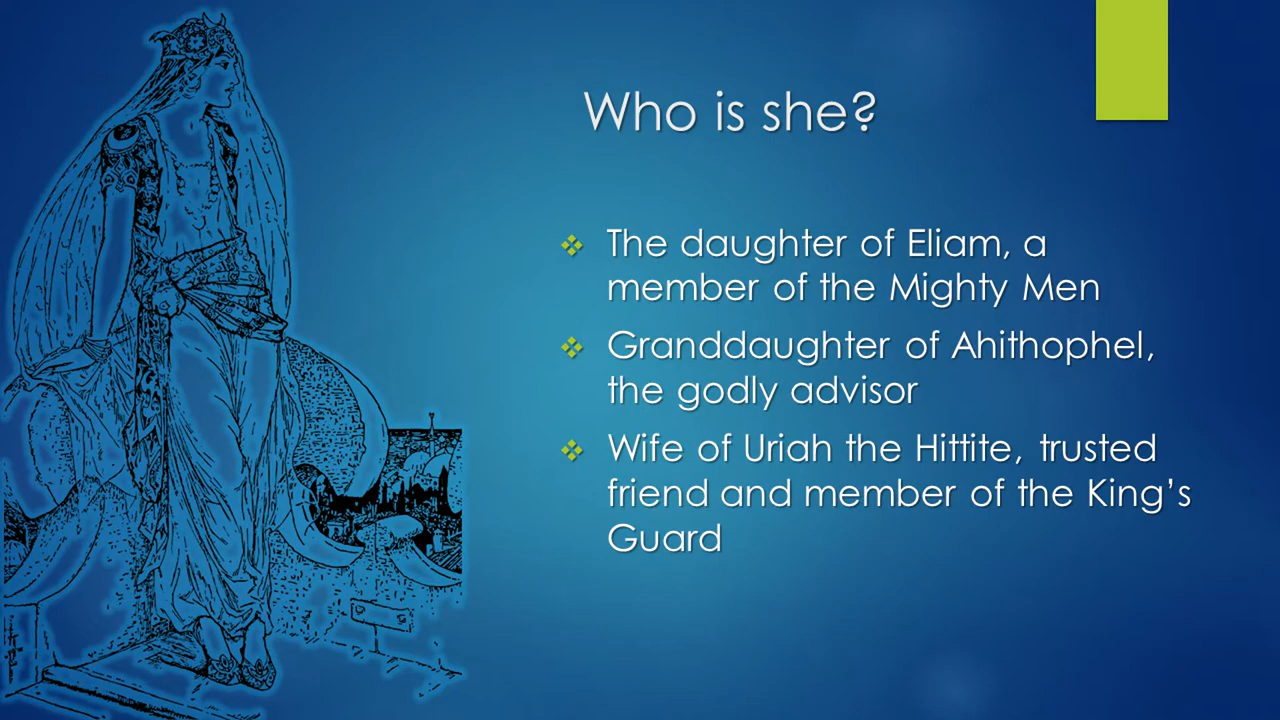 Who is she?
The daughter of Eliam, a
member of the Mighty Men
Granddaughter of Ahithophel,
the godly advisor
Wife of Uriah the Hittite, trusted
friend and member of the King’s
Guard